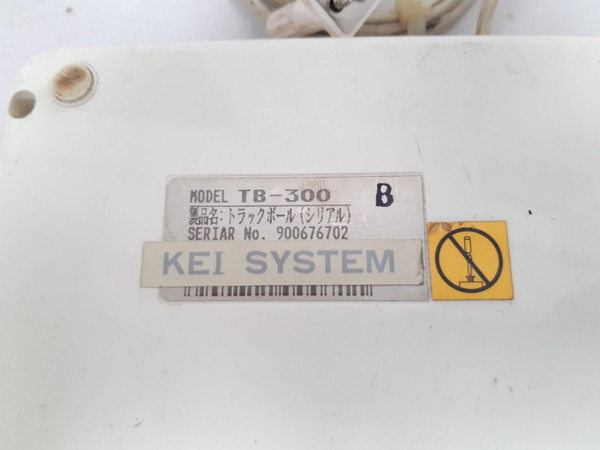 MODEL TB-300 B
製品名:トラックボール(シリアル)
SERIAR No. 900676702
KEI SYSTEM